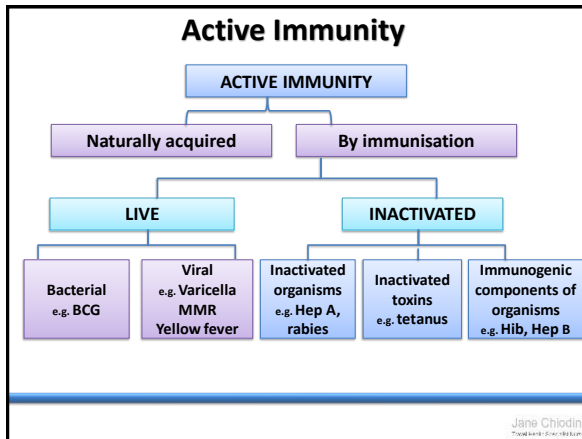 Active Immunity
ACTIVE IMMUNITY
Naturally acquired
By immunisation
LIVE
INACTIVATED
Bacterial
e.g. BCG
Viral
e.g. Varicella
MMR
Yellow fever
Inactivated
organisms
e.g. Hep A,
rabies
Inactivated
toxins
e.g. tetanus
Immunogenic
components of
organisms
e.g. Hib, Hep B
Jane Chiodin